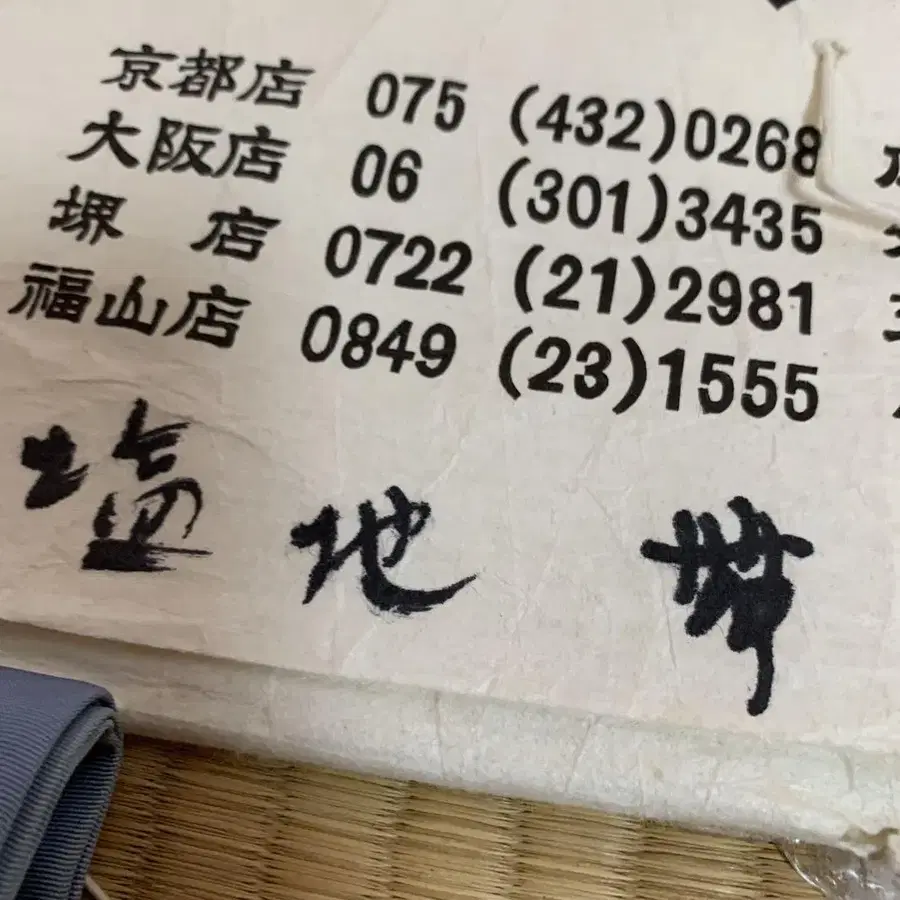 京都店 075 (432)0268
大阪店 06 (301)3435
堺店 0722 (21)2981
福山店 0849 (23)1555
塩地帯